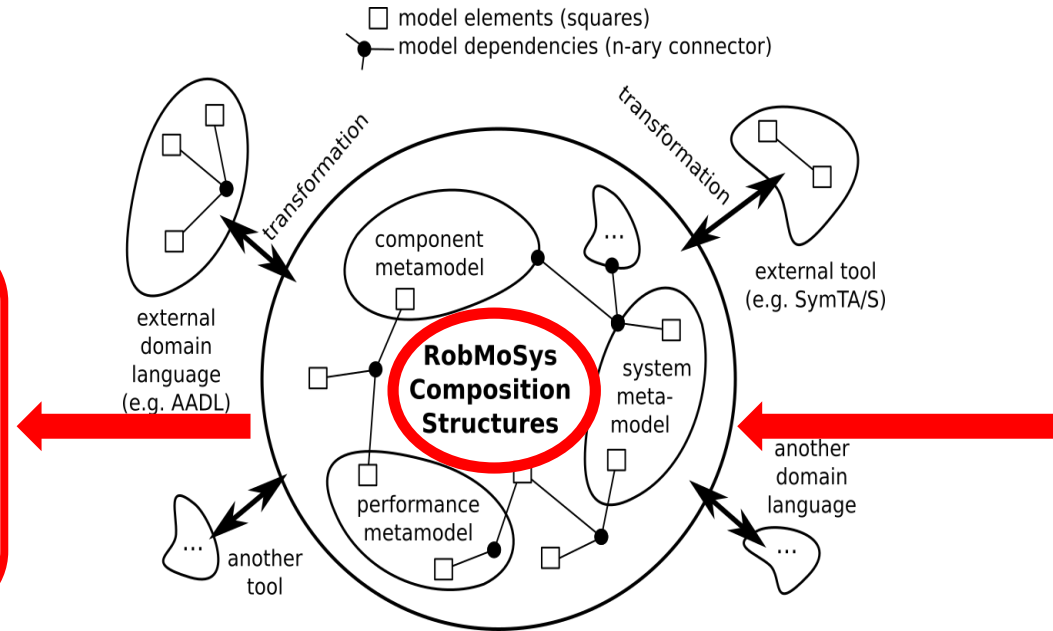 model elements (squares)
model dependencies (n-ary connector)
transformation
transformation
component
metamodel
...
external tool
(e.g. SymTA/S)
external
domain
language
(e.g. AADL)
RobMoSys
Composition
Structures
system
meta-
model
another
domain
language
performance
metamodel
...
another
tool
...